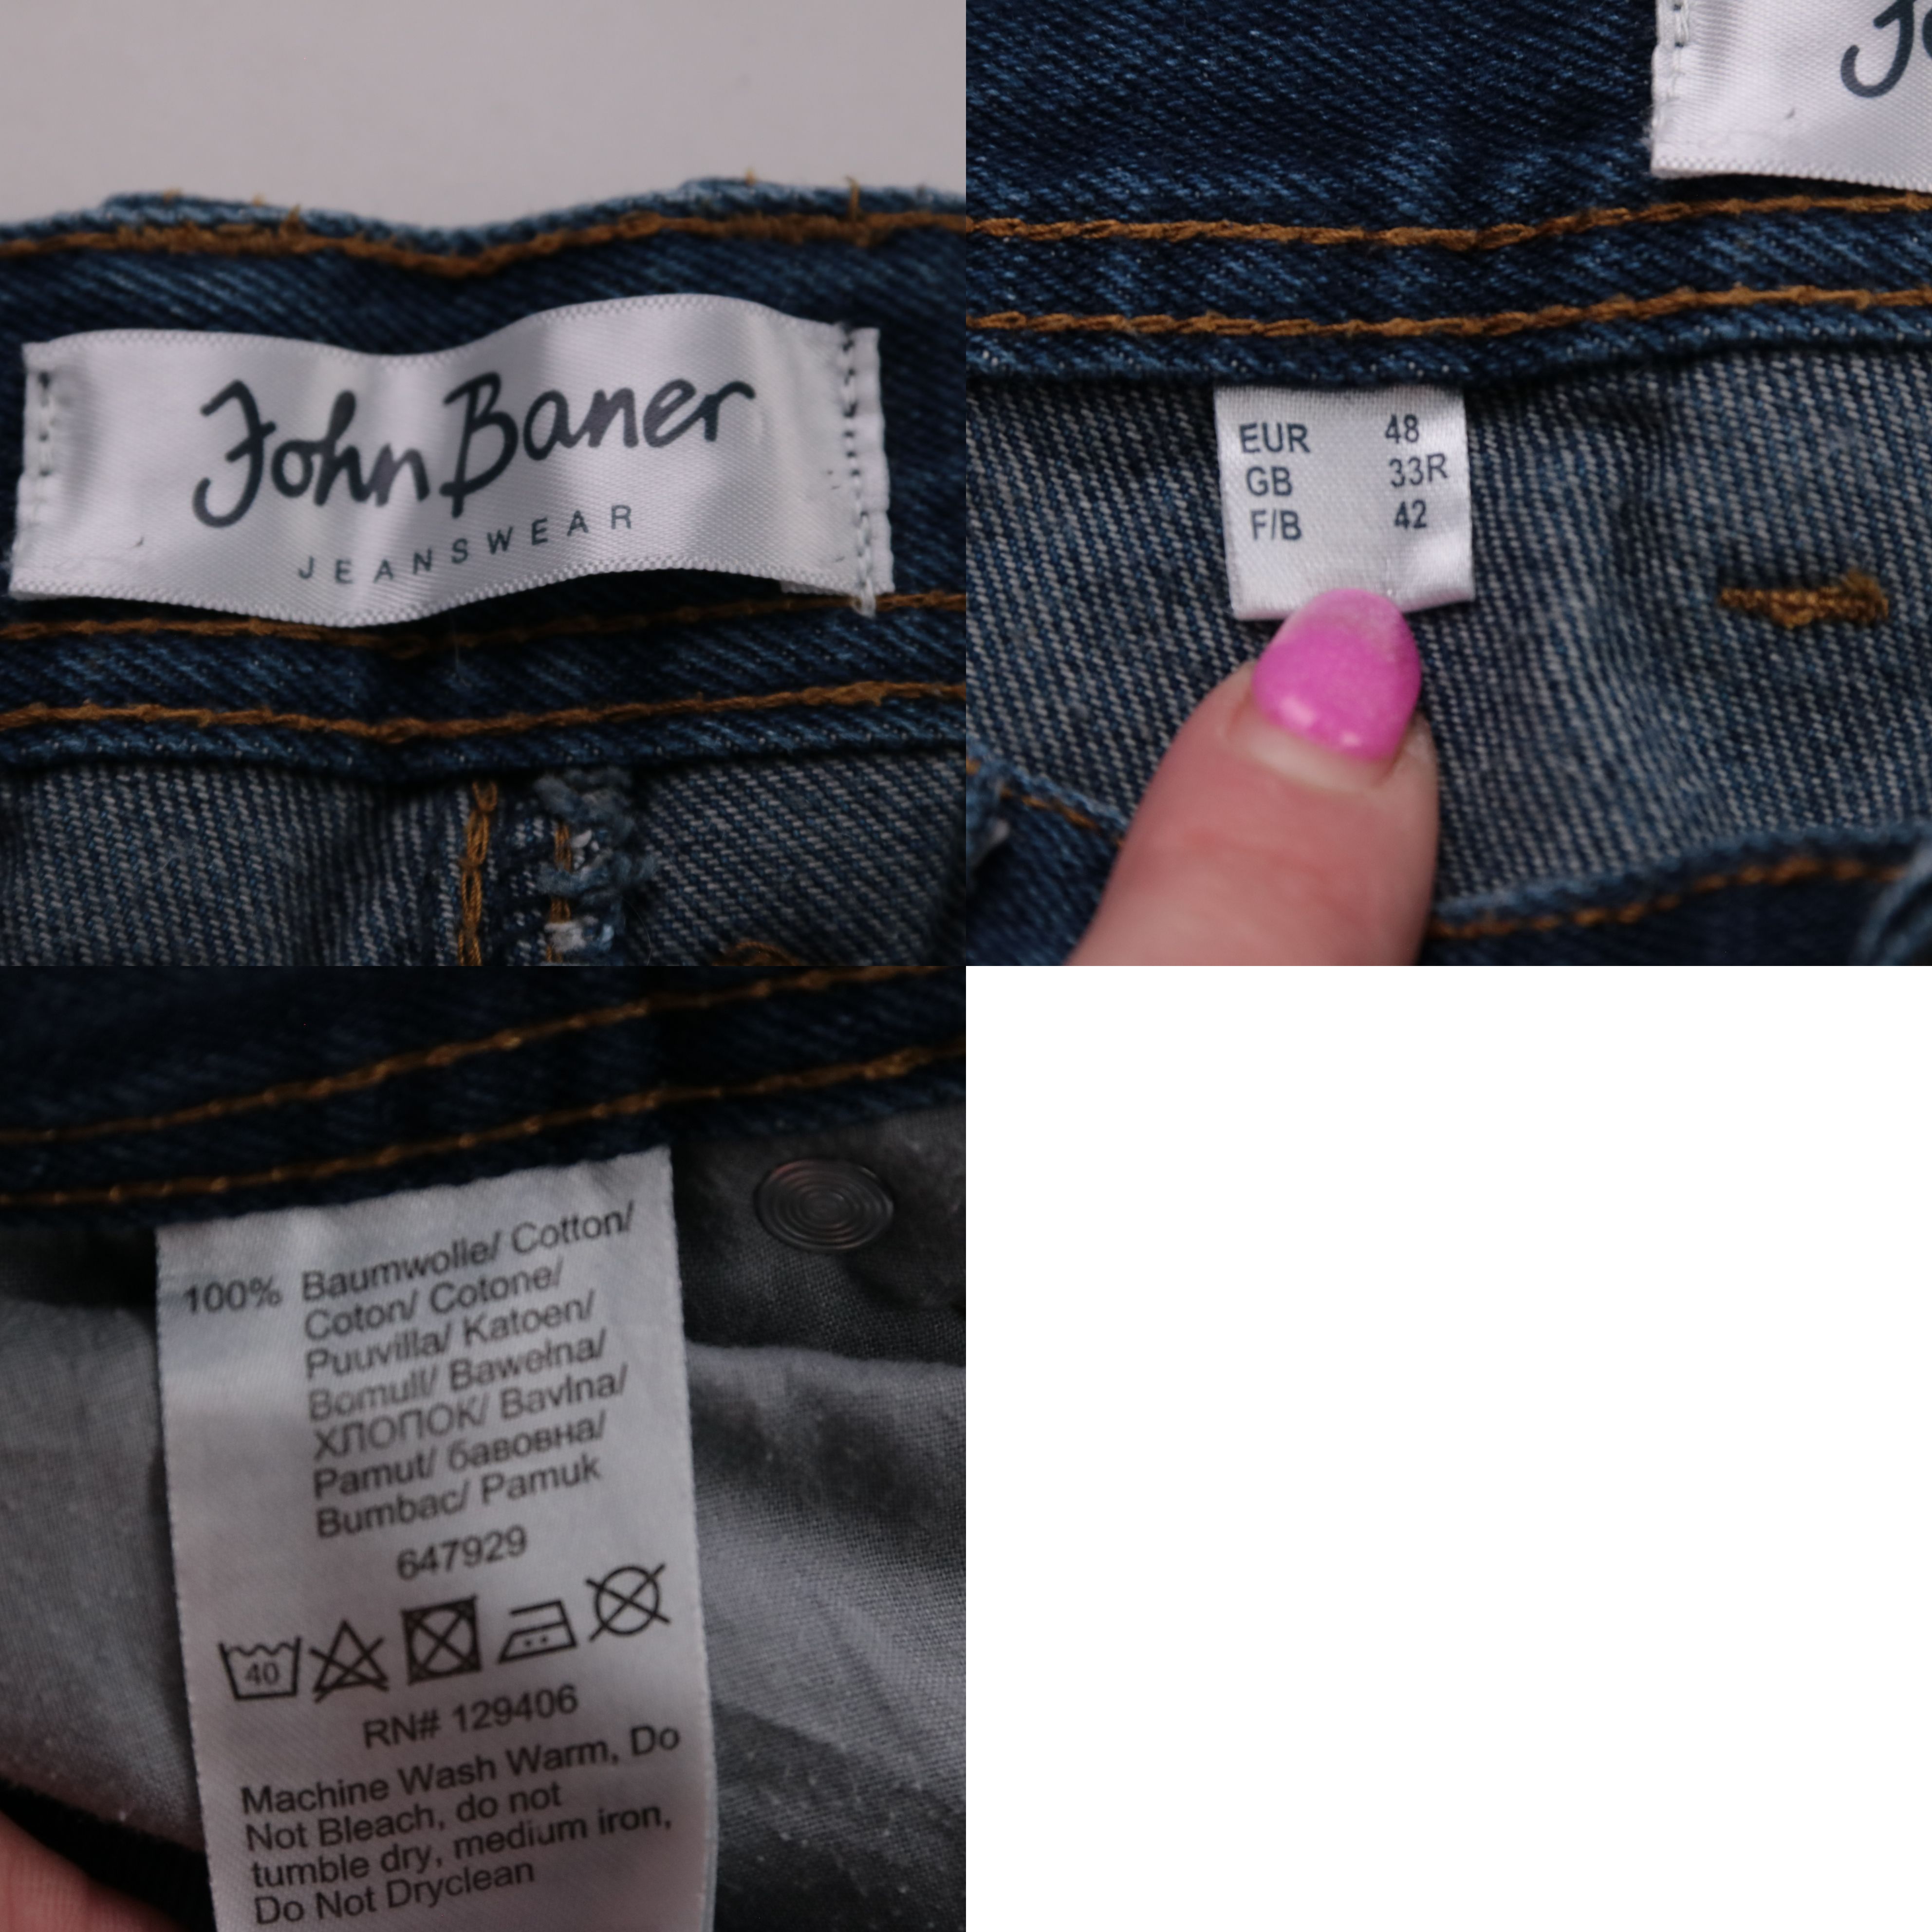 John Baner
JEANSWEAR
EUR 48
GB 33R
F/B 42
100% Baumwolle/ Cotton/
Coton/ Cotone/
Puuvilla/ Katoen/
Bomull/ Bawełna/
ХЛОПОК/ Bavlna/
Pamut/ бавовна/
Bumbac/ Pamuk
647929
40
RN# 129406
Machine Wash Warm, Do
Not Bleach, do not
tumble dry, medium iron,
Do Not Dryclean